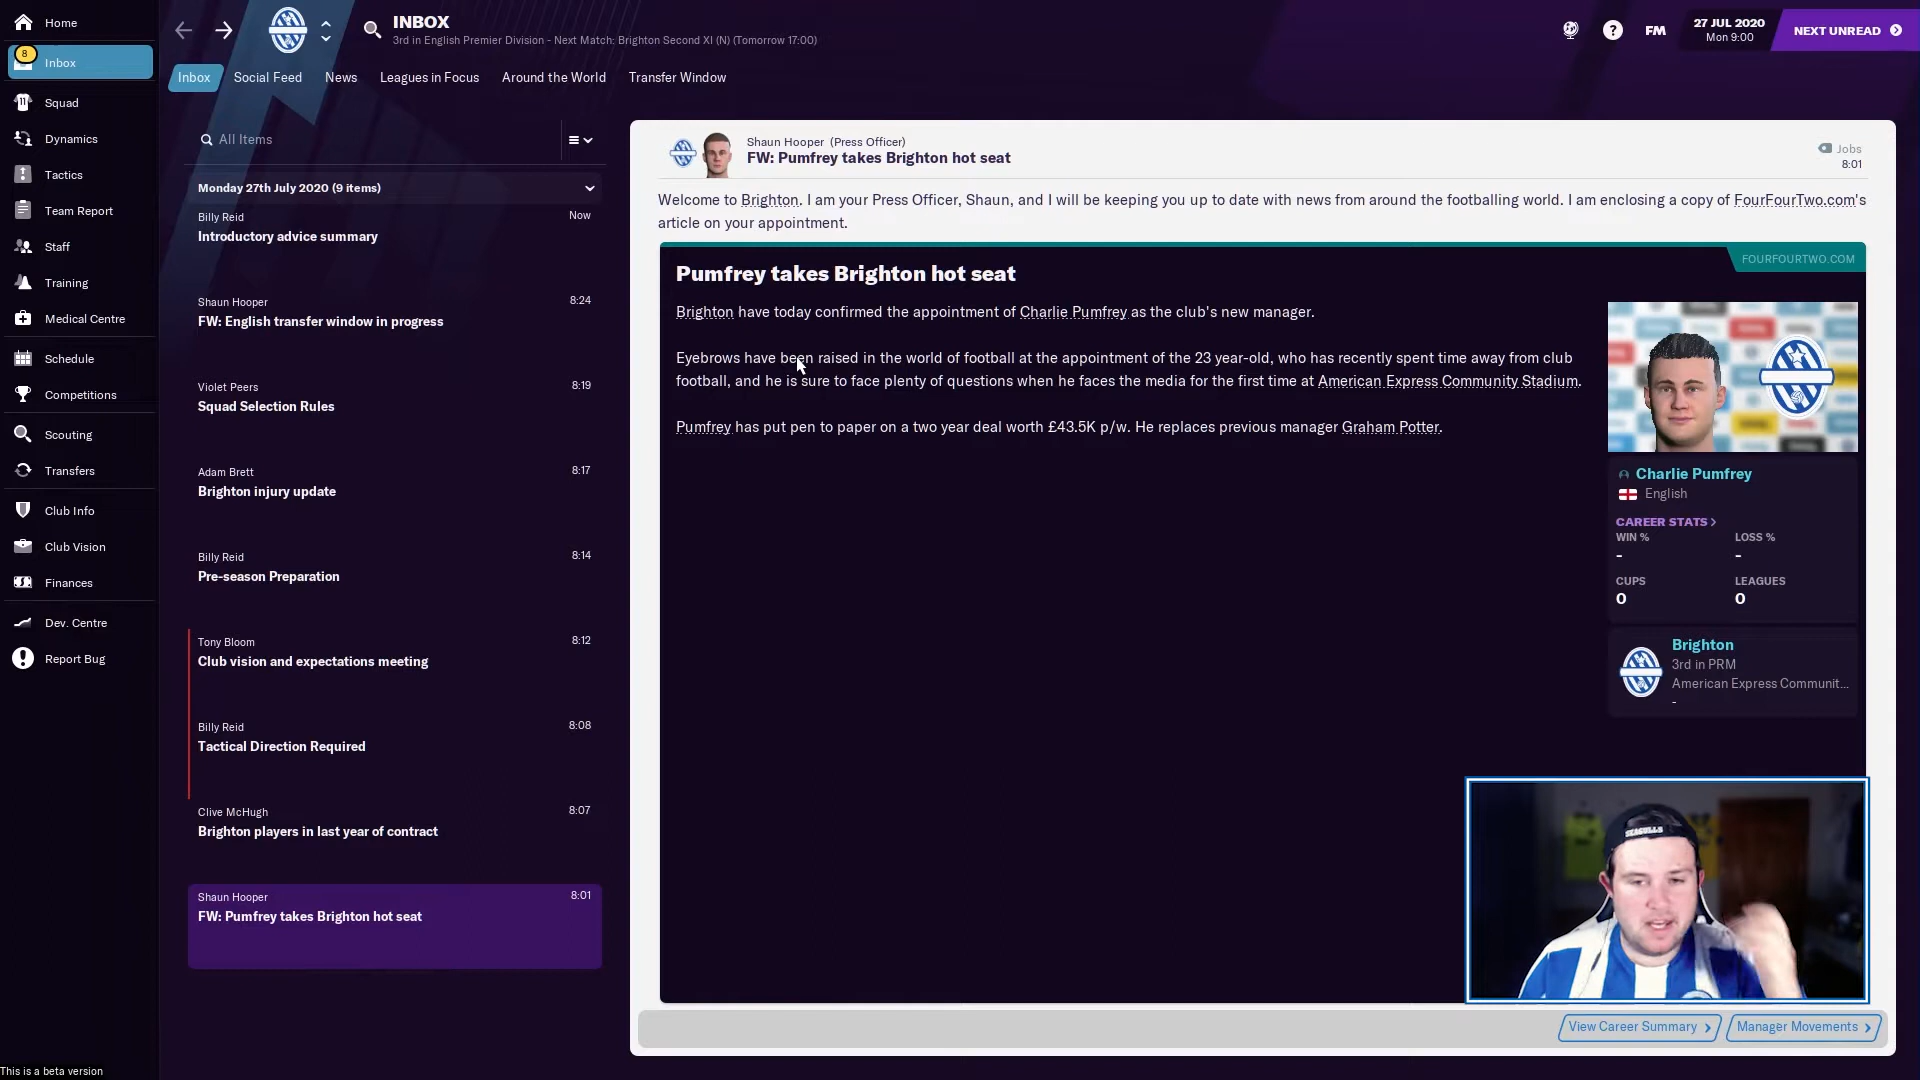 Home
8
Inbox
Squad
Dynamics
Tactics
Team Report
Staff
Training
Medical Centre
Schedule
Competitions
Scouting
Transfers
Club Info
Club Vision
Finances
Dev. Centre
Report Bug
This is a beta version
INBOX
3rd in English Premier Division - Next Match: Brighton Second XI (N) (Tomorrow 17:00)
FM
27 JUL 2020
Mon 9:00
NEXT UNREAD
Inbox
Social Feed
News
Leagues in Focus
Around the World
Transfer Window
All Items
Monday 27th July 2020 (9 items)
Billy Reid
Now
Introductory advice summary
Shaun Hooper
8:24
FW: English transfer window in progress
Violet Peers
8:19
Squad Selection Rules
Adam Brett
8:17
Brighton injury update
Billy Reid
8:14
Pre-season Preparation
Tony Bloom
8:12
Club vision and expectations meeting
Billy Reid
8:08
Tactical Direction Required
Clive McHugh
8:07
Brighton players in last year of contract
Shaun Hooper
8:01
FW: Pumfrey takes Brighton hot seat
Shaun Hooper (Press Officer)
FW: Pumfrey takes Brighton hot seat
Jobs
8:01
Welcome to Brighton. I am your Press Officer, Shaun, and I will be keeping you up to date with news from around the footballing world. I am enclosing a copy of FourFourTwo.com's
article on your appointment.
FOURFOURTWO.COM
Pumfrey takes Brighton hot seat
Brighton have today confirmed the appointment of Charlie Pumfrey as the club's new manager.
Eyebrows have been raised in the world of football at the appointment of the 23 year-old, who has recently spent time away from club
football, and he is sure to face plenty of questions when he faces the media for the first time at American Express Community Stadium.
Pumfrey has put pen to paper on a two year deal worth £43.5K p/w. He replaces previous manager Graham Potter.
Charlie Pumfrey
English
CAREER STATS >
WIN %
LOSS %
-
-
CUPS
LEAGUES
0
0
Brighton
3rd in PRM
American Express Communit...
-
SEAGULLS
View Career Summary >
Manager Movements >